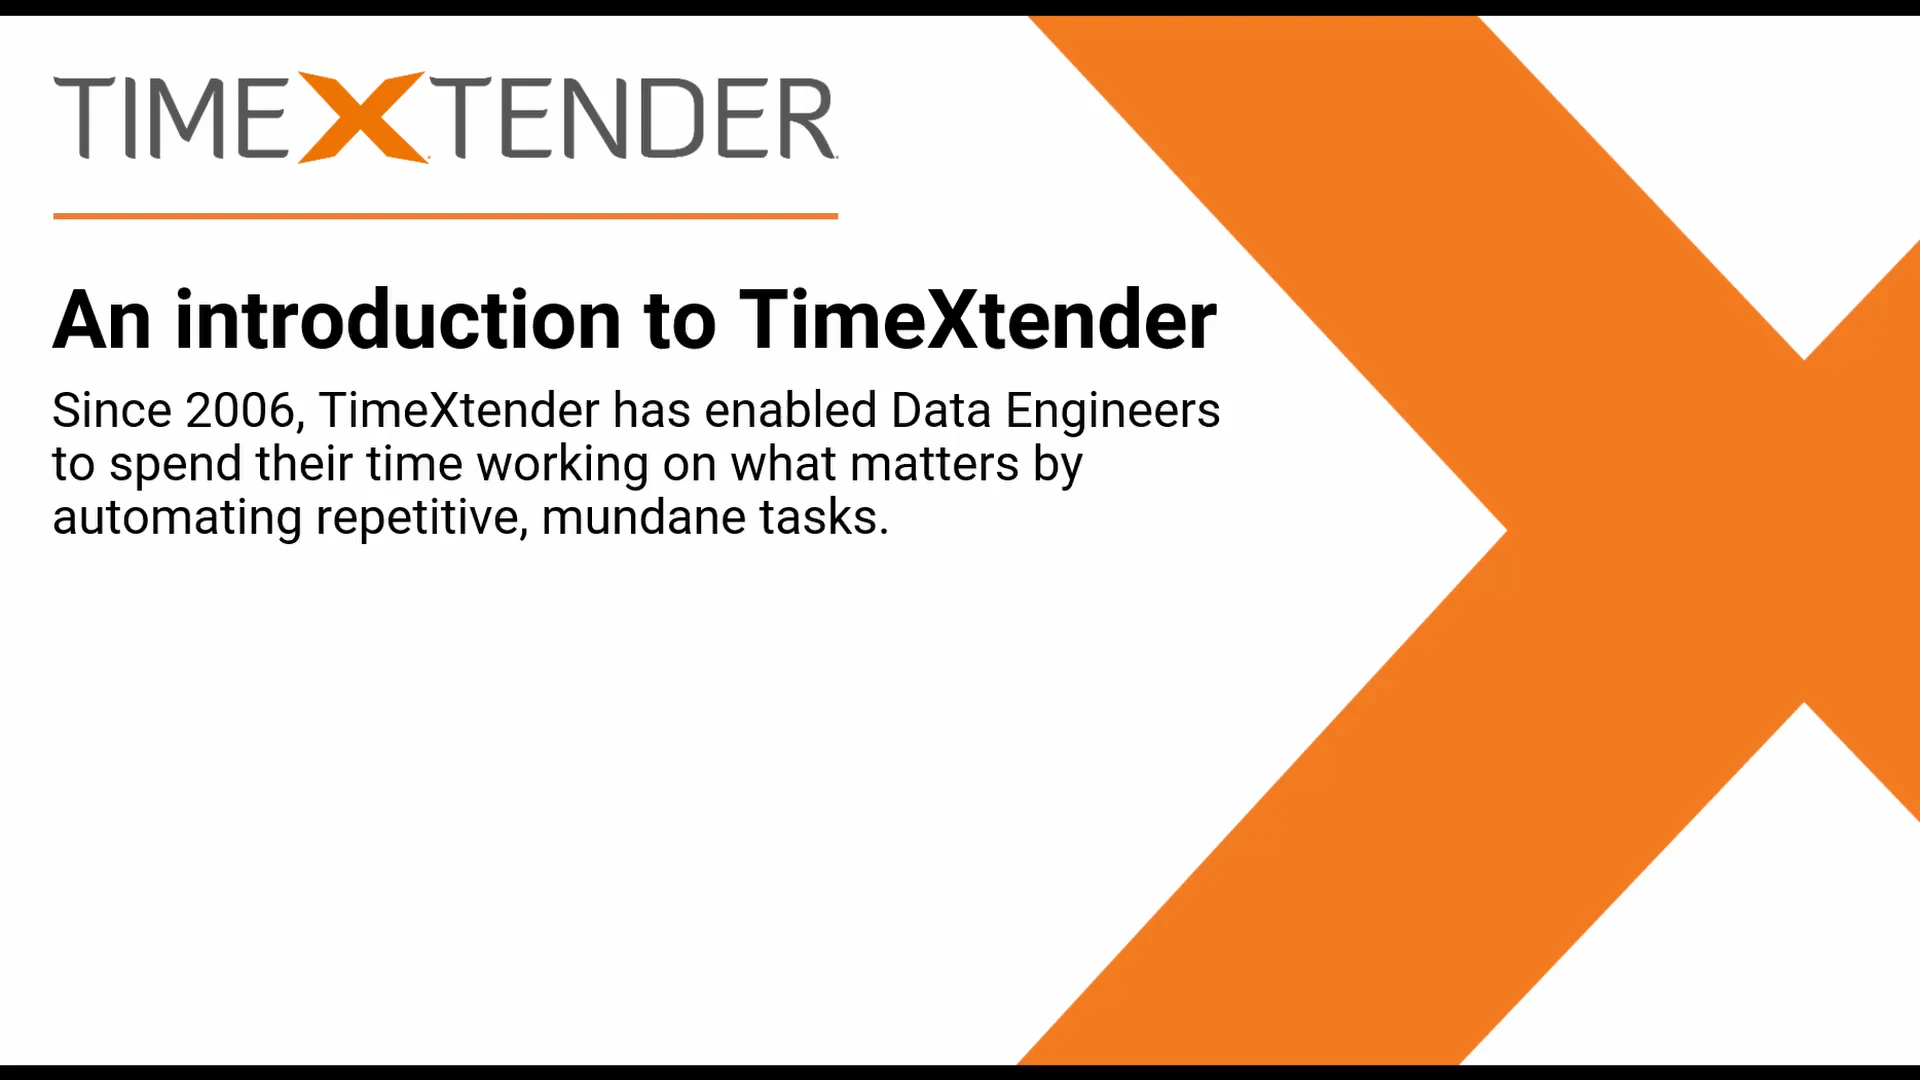 TIMEXTENDER
An introduction to TimeXtender
Since 2006, TimeXtender has enabled Data Engineers
to spend their time working on what matters by
automating repetitive, mundane tasks.